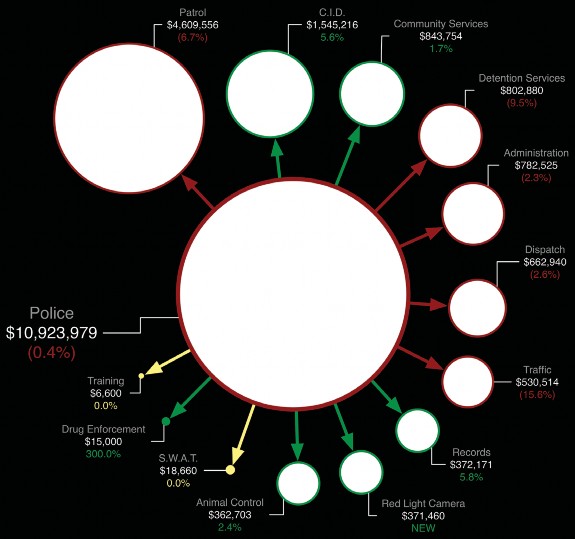 Patrol
$4,609,556
(6.7%)
C.I.D.
$1,545,216
5.6%
Community Services
$843,754
1.7%
Detention Services
$802,880
(9.5%)
Administration
$782,525
(2.3%)
Dispatch
$662,940
(2.6%)
Traffic
$530,514
(15.6%)
Records
$372,171
5.8%
Red Light Camera
$371,460
NEW
Animal Control
$362,703
2.4%
S.W.A.T.
$18,660
0.0%
Drug Enforcement
$15,000
300.0%
Training
$6,600
0.0%
Police
$10,923,979
(0.4%)